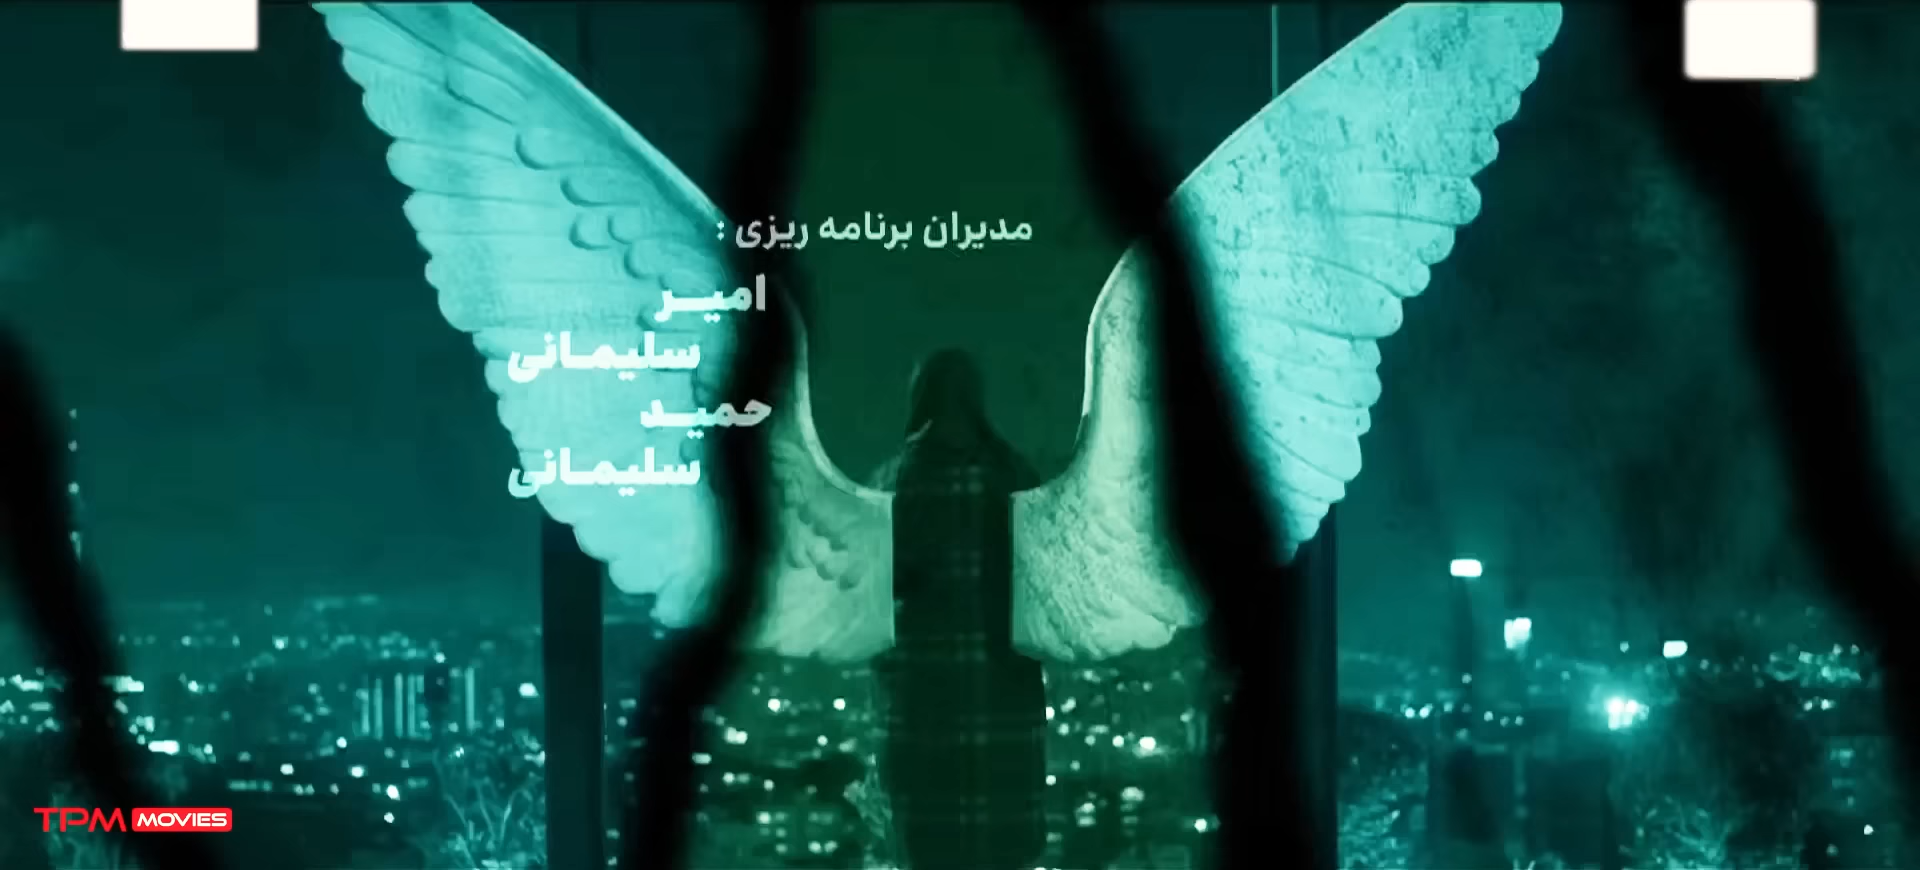 مدیران برنامه ریزی :
امیر
سلیمانی
حمید
سلیمانی
TPM MOVIES